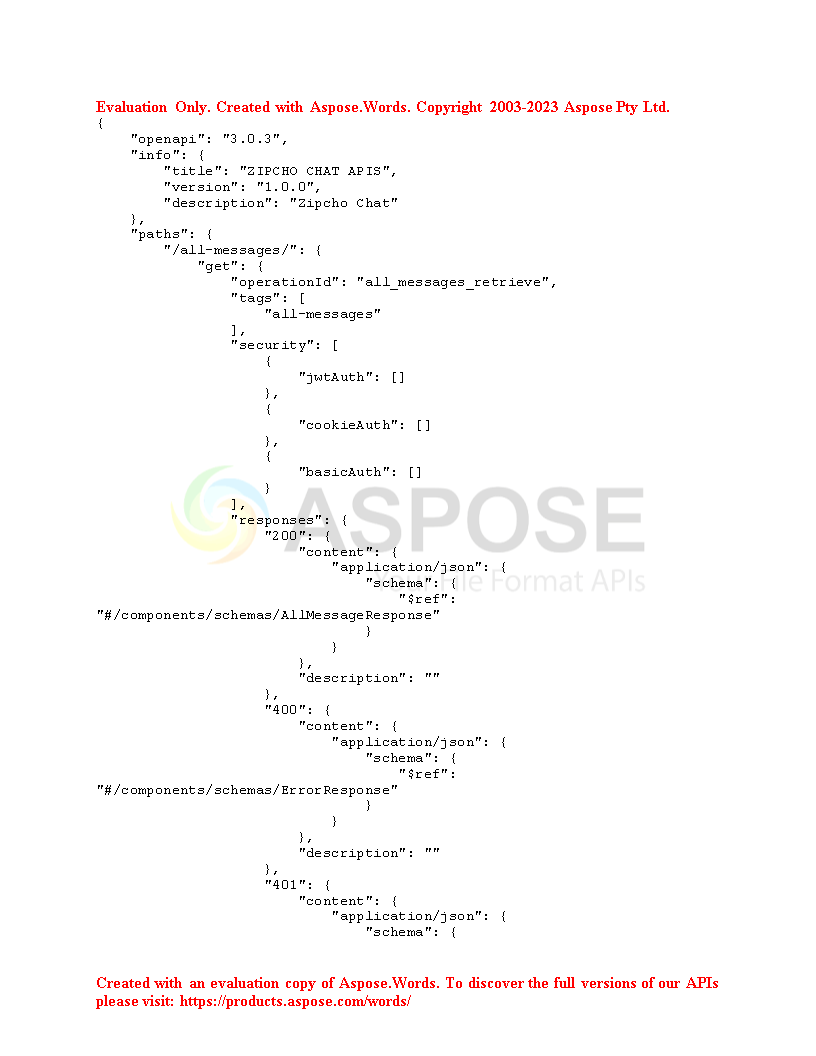 Evaluation Only. Created with Aspose.Words. Copyright 2003-2023 Aspose Pty Ltd.
{
    "openapi": "3.0.3",
    "info": {
        "title": "ZIPCHO CHAT APIS",
        "version": "1.0.0",
        "description": "Zipcho Chat"
    },
    "paths": {
        "/all-messages/": {
            "get": {
                "operationId": "all_messages_retrieve",
                "tags": [
                    "all-messages"
                ],
                "security": [
                    {
                        "jwtAuth": []
                    },
                    {
                        "cookieAuth": []
                    },
                    {
                        "basicAuth": []
                    }
                ],
                "responses": {
                    "200": {
                        "content": {
                            "application/json": {
                                "schema": {
                                    "$ref":
"#/components/schemas/AllMessageResponse"
                                }
                            }
                        },
                        "description": ""
                    },
                    "400": {
                        "content": {
                            "application/json": {
                                "schema": {
                                    "$ref":
"#/components/schemas/ErrorResponse"
                                }
                            }
                        },
                        "description": ""
                    },
                    "401": {
                        "content": {
                            "application/json": {
                                "schema": {
ASPOSE
File Format APIs
Created with an evaluation copy of Aspose.Words. To discover the full versions of our APIs
please visit: https://products.aspose.com/words/